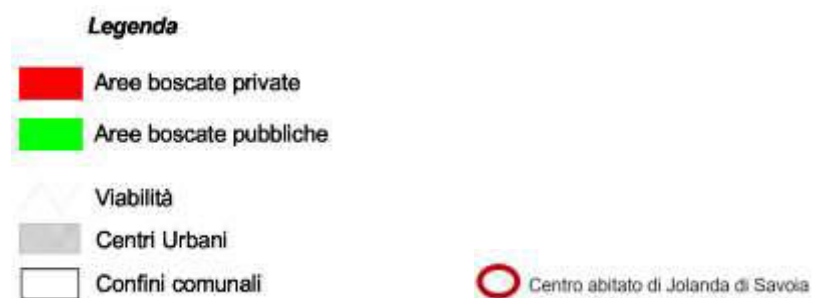 Legenda
Aree boscate private
Aree boscate pubbliche
Viabilità
Centri Urbani
Confini comunali
Centro abitato di Jolanda di Savoia